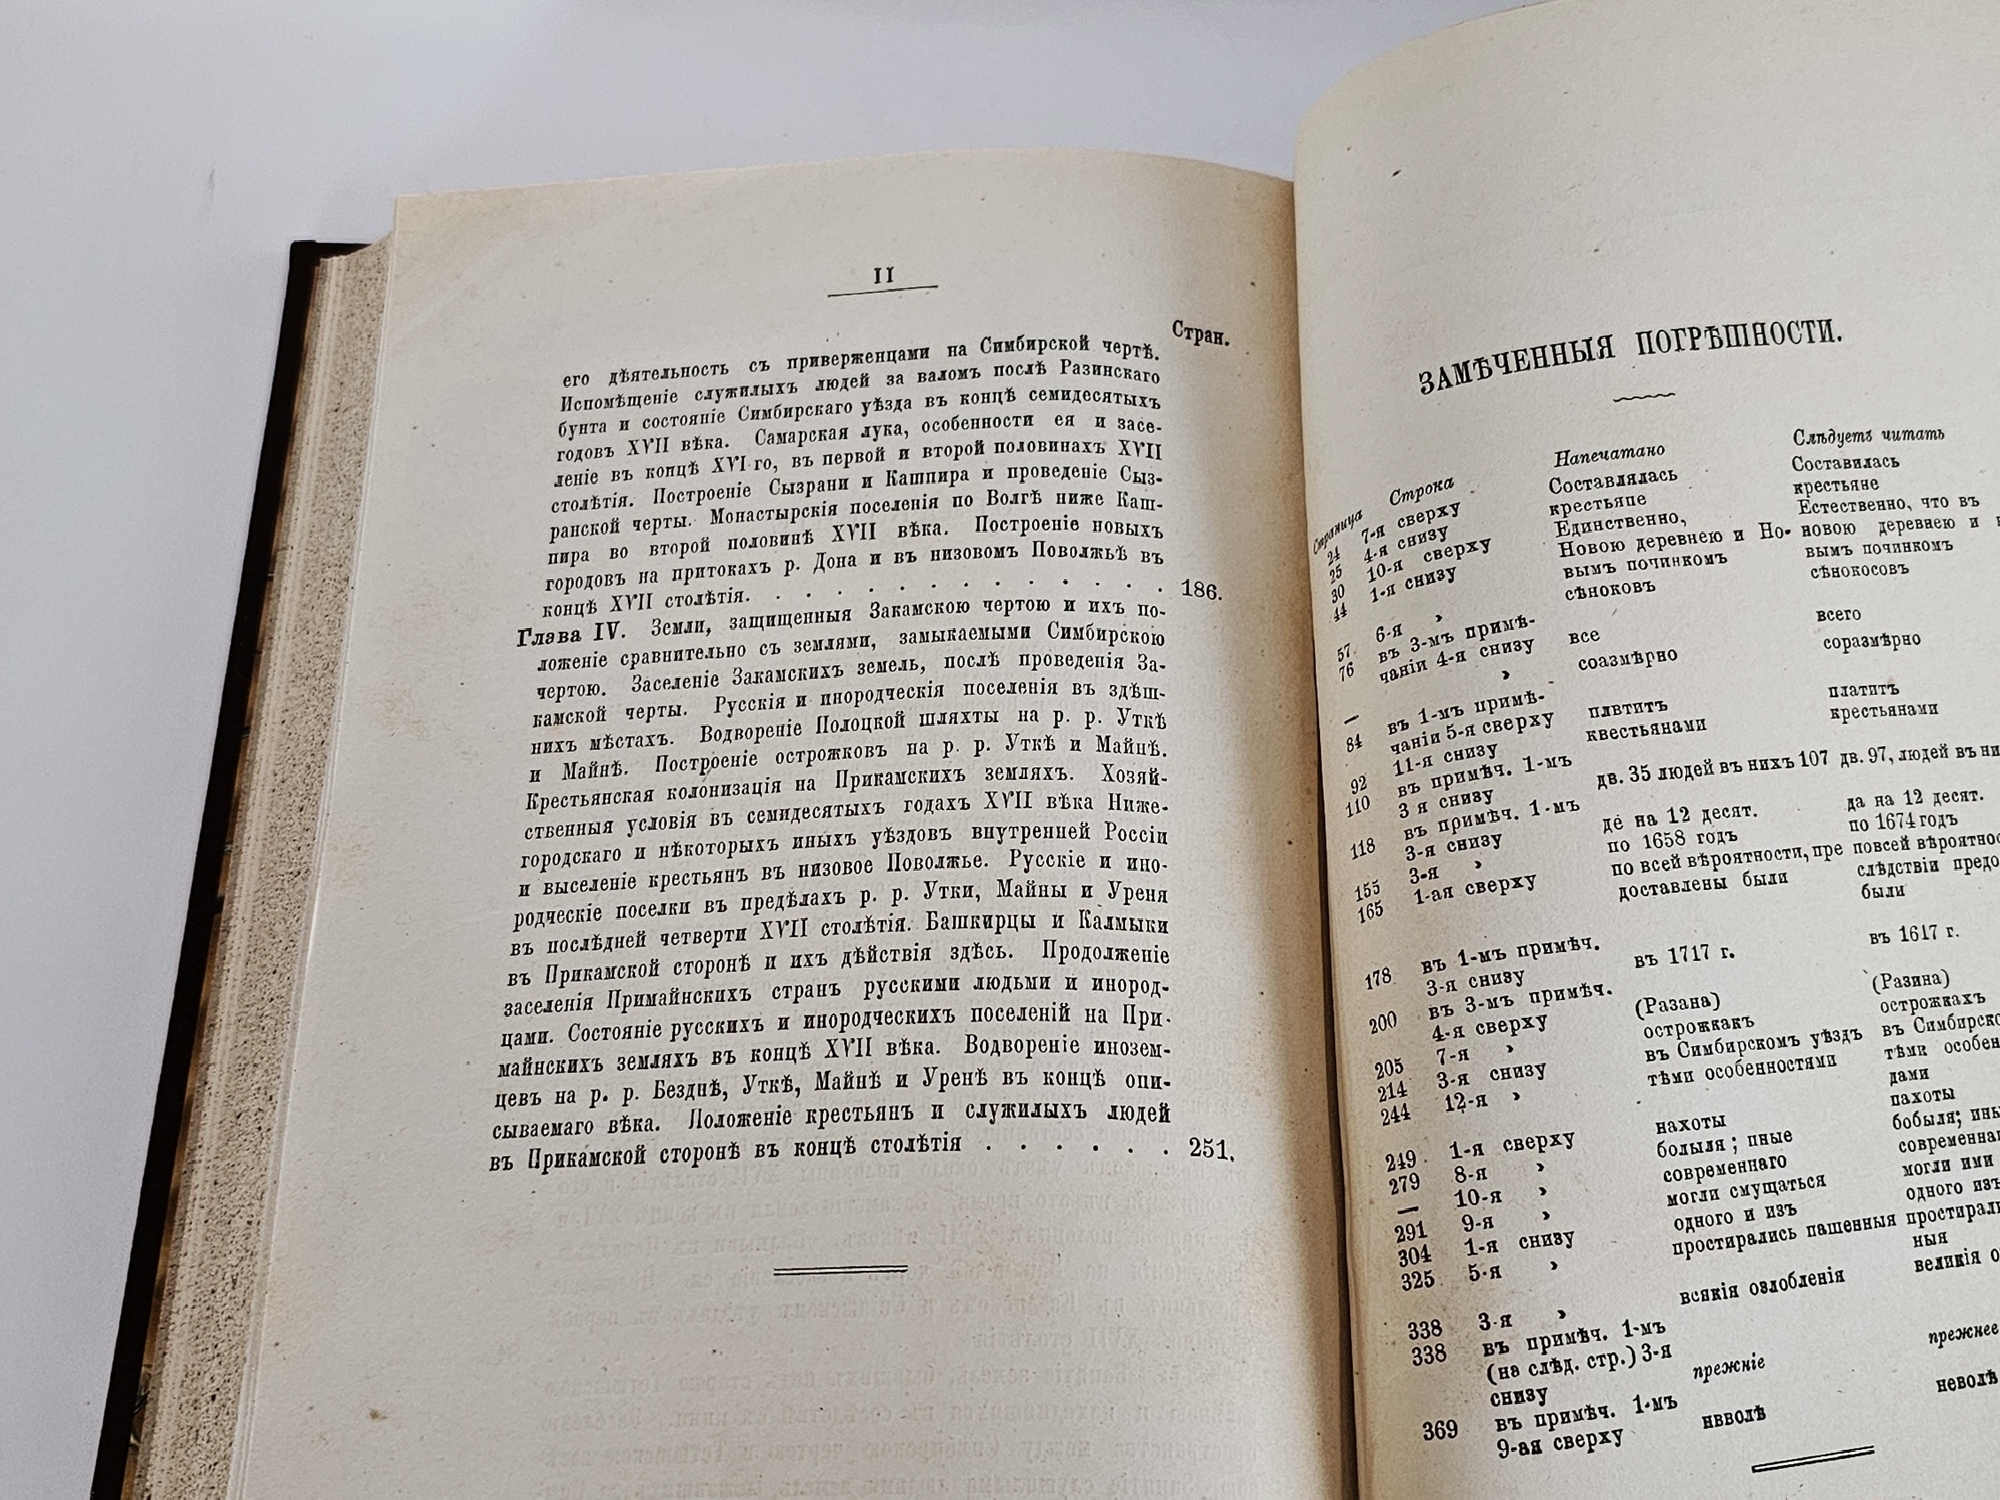 II
Стран.
его дѣятельность съ приверженцами на Симбирской чертѣ.
Испомѣщеніе служилыхъ людей за валомъ послѣ Разинскаго
бунта и состояніе Симбирскаго уѣзда въ концѣ семидесятыхъ
годовъ XVII вѣка. Самарская лука, особенности ея и засе-
леніе въ концѣ XVI го, въ первой и второй половинахъ XVII
столѣтія. Построеніе Сызрани и Кашпира и проведеніе Сыз-
ранской черты. Монастырскія поселенія по Волгѣ ниже Каш-
пира во второй половинѣ XVII вѣка. Построеніе новыхъ
городовъ на притокахъ р. Дона и въ низовомъ Поволжьѣ въ
концѣ XVII столѣтія. . . . . . . . . . . . 186.
Глава IV. Земли, защищенныя Закамскою чертою и ихъ по-
ложеніе сравнительно съ землями, замыкаемыми Симбирскою
чертою. Заселеніе Закамскихъ земель, послѣ проведенія За-
камской черты. Русскія и инородческія поселенія въ здѣш-
нихъ мѣстахъ. Водвореніе Полоцкой шляхты на р. р. Уткѣ
и Майнѣ. Построеніе острожковъ на р. р. Уткѣ и Майнѣ.
Крестьянская колонизація на Прикамскихъ земляхъ. Хозяй-
ственныя условія въ семидесятыхъ годахъ XVII вѣка Ниже-
городскаго и нѣкоторыхъ иныхъ уѣздовъ внутренней Россіи
и выселеніе крестьянъ въ низовое Поволжье. Русскіе и ино-
родческіе поселки въ предѣлахъ р. р. Утки, Майны и Уреня
въ послѣдней четверти XVII столѣтія. Башкирцы и Калмыки
въ Прикамской сторонѣ и ихъ дѣйствія здѣсь. Продолженіе
заселенія Примайнскихъ странъ русскими людьми и инород-
цами. Состояніе русскихъ и инородческихъ поселеній на При-
майнскихъ земляхъ въ концѣ XVII вѣка. Водвореніе инозем-
цевъ на р. р. Безднѣ, Уткѣ, Майнѣ и Уренѣ въ концѣ опи-
сываемаго вѣка. Положеніе крестьянъ и служилыхъ людей
въ Прикамской сторонѣ въ концѣ столѣтія . . . . . . 251.
ЗАМѢЧЕННЫЯ ПОГРѢШНОСТИ.
Страница Строка Напечатано Слѣдуетъ читать
24 7-я сверху Составлялась Составилась
25 4-я снизу крестьяпе крестьяне
30 10-я сверху Единственно, Естественно, что въ
44 1-я снизу Новою деревнею и Но- новою деревнею и
вымъ починкомъ вымъ починкомъ
57 6-я › сѣноковъ сѣнокосовъ
76 въ 3-мъ примѣ-
чаніи 4-я снизу все всего
— › соазмѣрно соразмѣрно
84 въ 1-мъ примѣ-
чаніи 5-я сверху плвтитъ платитъ
92 11-я снизу квестьянами крестьянами
110 въ примѣч. 1-мъ
3 я снизу дв. 35 людей въ нихъ 107 дв. 97, людей въ
118 въ примѣч. 1-мъ
3-я снизу де на 12 десят. да на 12 десят.
155 3-я › по 1658 годъ по 1674 годъ
165 1-ая сверху по всей вѣроятности, пре повсей
доставлены были слѣдствіи
были
178 въ 1-мъ примѣч.
3-я снизу въ 1717 г. въ 1617 г.
200 въ 3-мъ примѣч.
4-я сверху (Разана) (Разина)
205 7-я › острожкакъ острожкахъ
214 3-я снизу въ Симбирскомъ уѣздъ въ
244 12-я › тѣми особенностями тѣми
дами
249 1-я сверху нахоты пахоты
279 8-я › болыля; пные бобыля;
— 10-я › современнаго
291 9-я › могли смущаться могли ими
304 1-я снизу одного и изъ одного изъ
325 5-я › простирались пашенныя
ныя
338 3-я › всякія озлобленія великія
338 въ примѣч. 1-мъ
(на слѣд. стр.) 3-я
снизу прежніе прежнее
369 въ примѣч. 1-мъ
9-ая сверху нвволѣ неволѣ